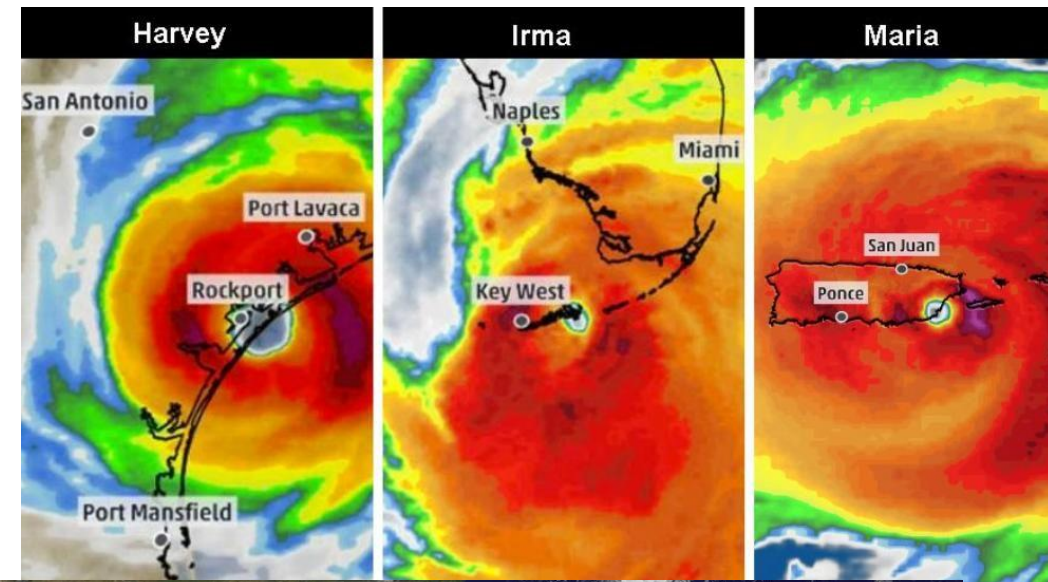 Harvey
San Antonio
Port Lavaca
Rockport
Port Mansfield
Irma
Naples
Miami
Key West
Maria
San Juan
Ponce